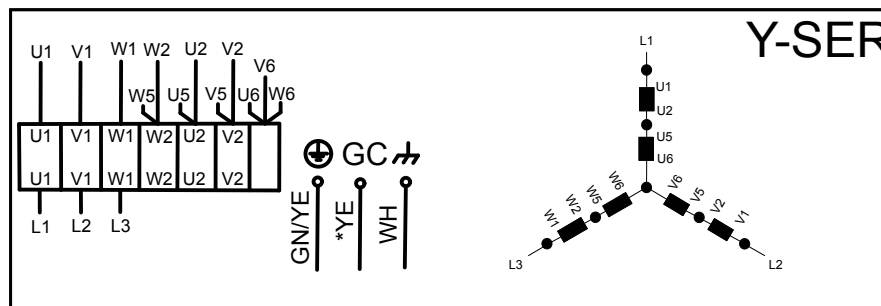 Y-SER
U1 V1 W1 W2 U2 V2 V6
W5 U5 V5 U6 W6
U1 V1 W1 W2 U2 V2
U1 V1 W1 W2 U2 V2
L1 L2 L3
GC
GN/YE *YE WH
L1
U1
U2
U5
U6
W1 W2 W5 W6
V6 V5 V2 V1
L3 L2